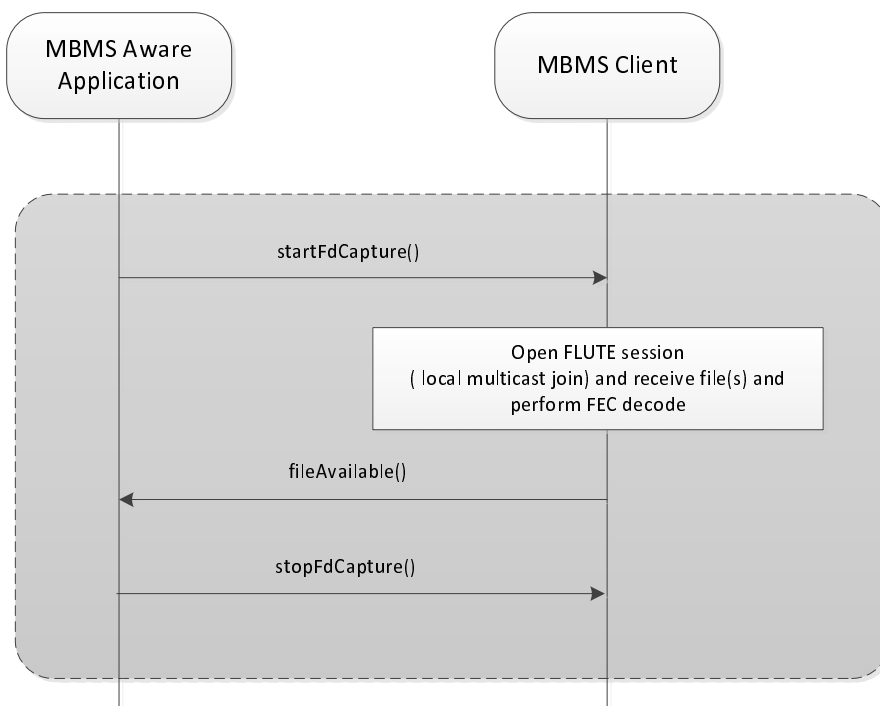 MBMS Aware
Application
MBMS Client
startFdCapture()
Open FLUTE session
( local multicast join) and receive file(s) and
perform FEC decode
fileAvailable()
stopFdCapture()